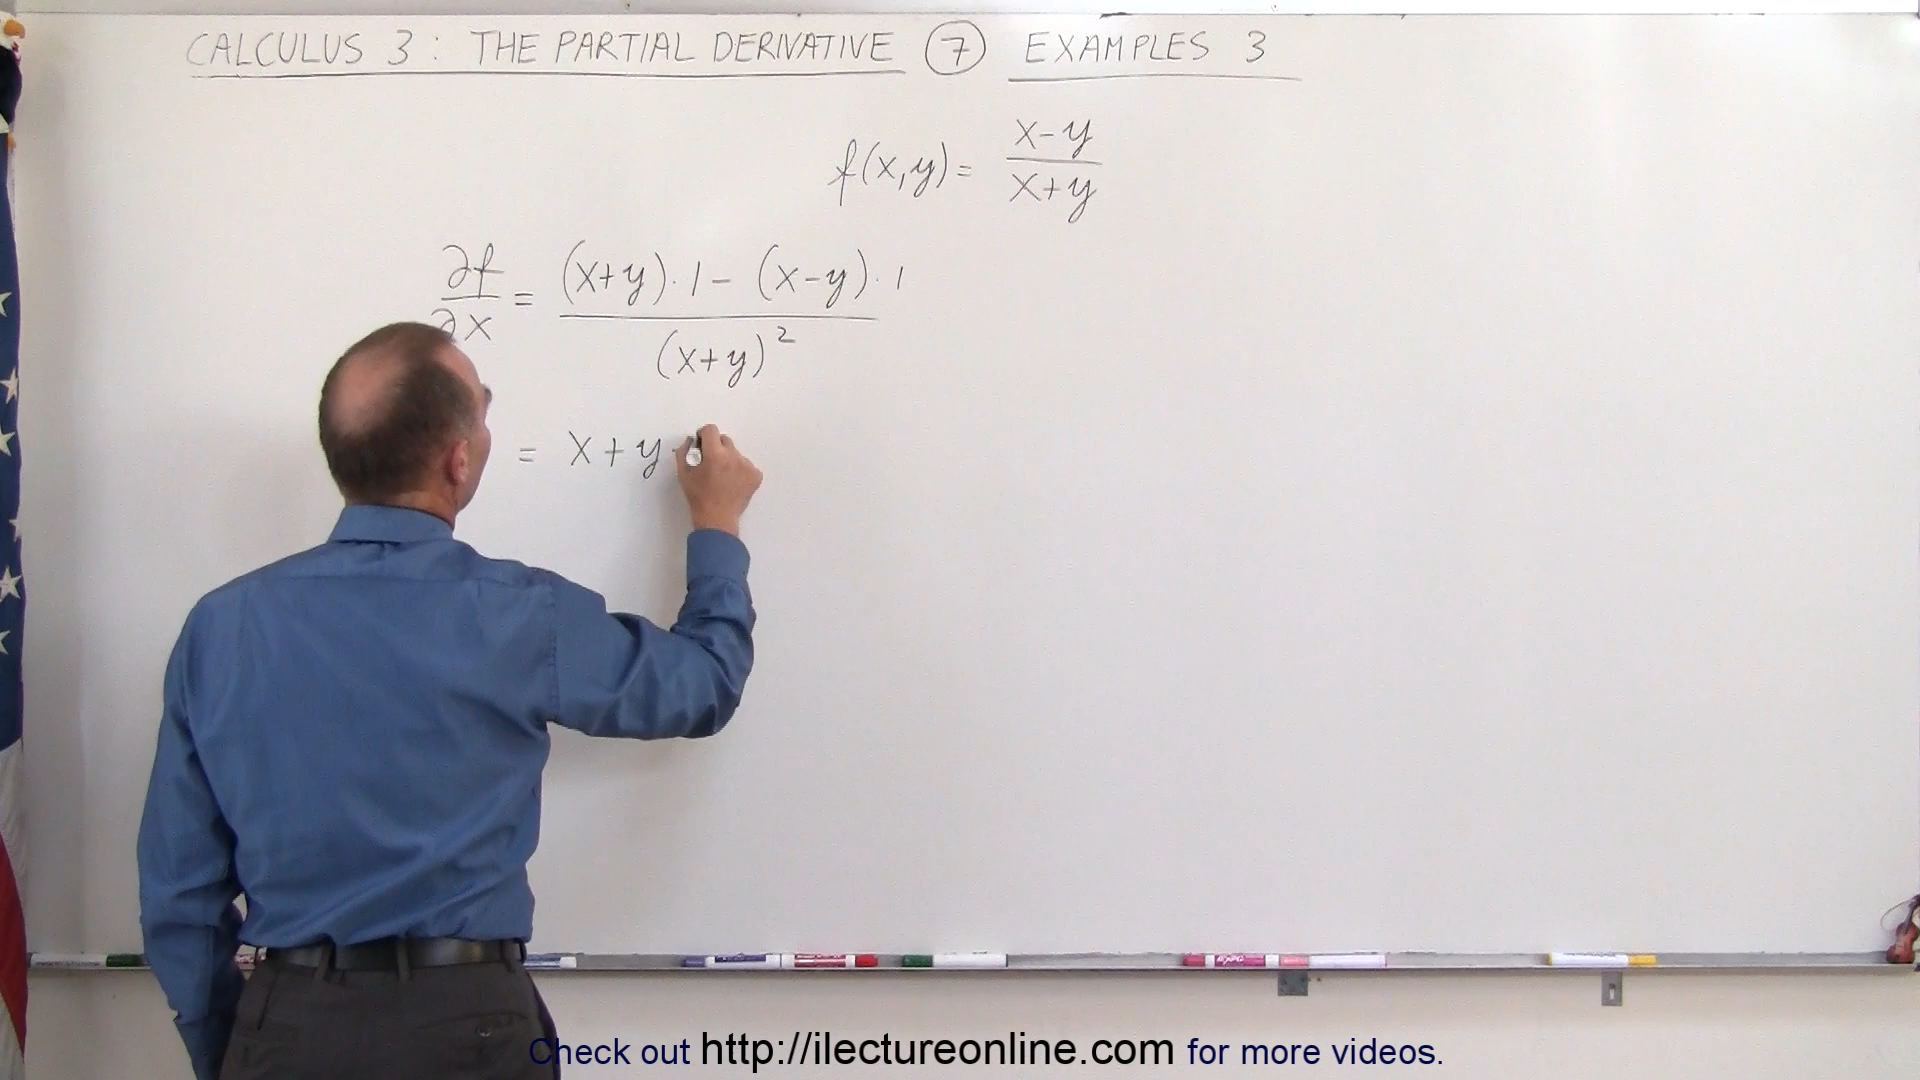 CALCULUS 3 : THE PARTIAL DERIVATIVE ⑦ EXAMPLES 3
f(x,y) = (x-y)/(x+y)
∂f/∂x = ((x+y)·1 - (x-y)·1)/(x+y)²
= x + y -
Check out http://ilectureonline.com for more videos.